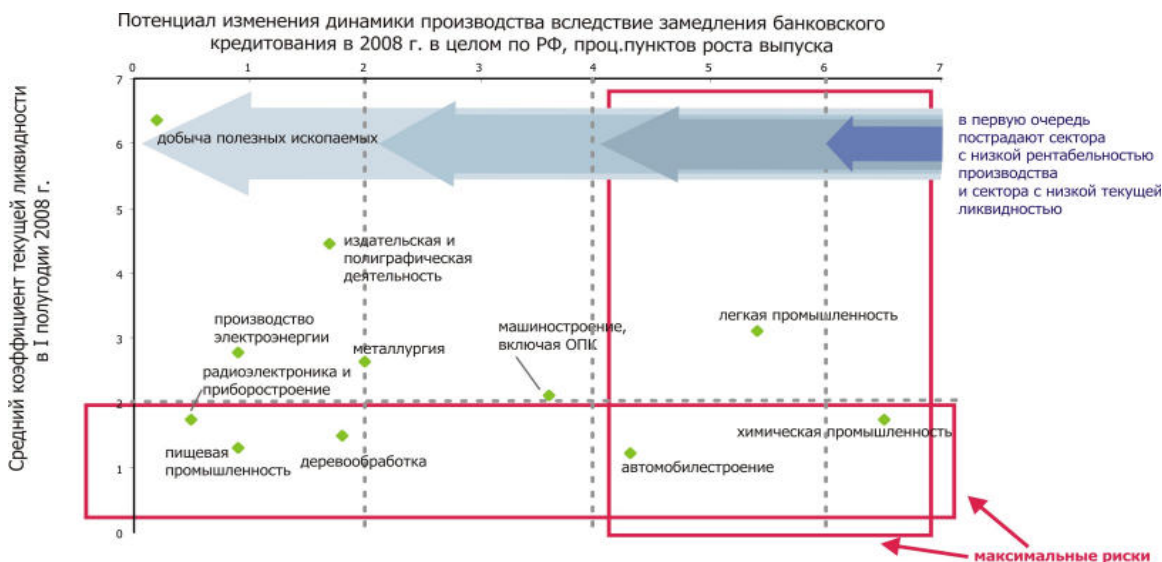 Потенциал изменения динамики производства вследствие замедления банковского
кредитования в 2008 г. в целом по РФ, проц.пунктов роста выпуска
0 1 2 3 4 5 6 7
Средний коэффициент текущей ликвидности
в I полугодии 2008 г.
7
6
5
4
3
2
1
0
добыча полезных ископаемых
в первую очередь
пострадают сектора
с низкой рентабельностью
производства
и сектора с низкой текущей
ликвидностью
издательская и
полиграфическая
деятельность
производство
электроэнергии
металлургия
машиностроение,
включая ОПК
легкая промышленность
радиоэлектроника и
приборостроение
пищевая
промышленность
деревообработка
химическая промышленность
автомобилестроение
максимальные риски